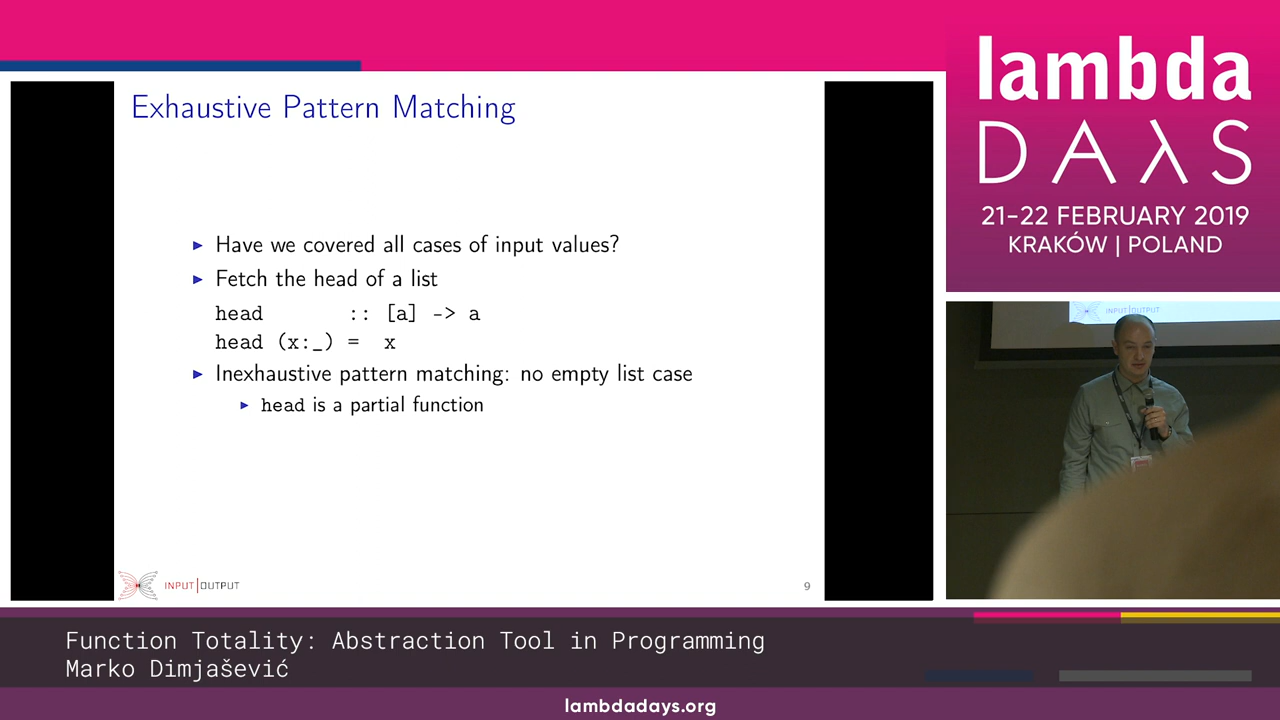 Exhaustive Pattern Matching
Have we covered all cases of input values?
Fetch the head of a list
head :: [a] -> a
head (x:_) = x
Inexhaustive pattern matching: no empty list case
head is a partial function
INPUT|OUTPUT
9
lambda
DAλS
21-22 FEBRUARY 2019
KRAKÓW | POLAND
INPUT|OUTPUT
Function Totality: Abstraction Tool in Programming
Marko Dimjašević
lambdadays.org